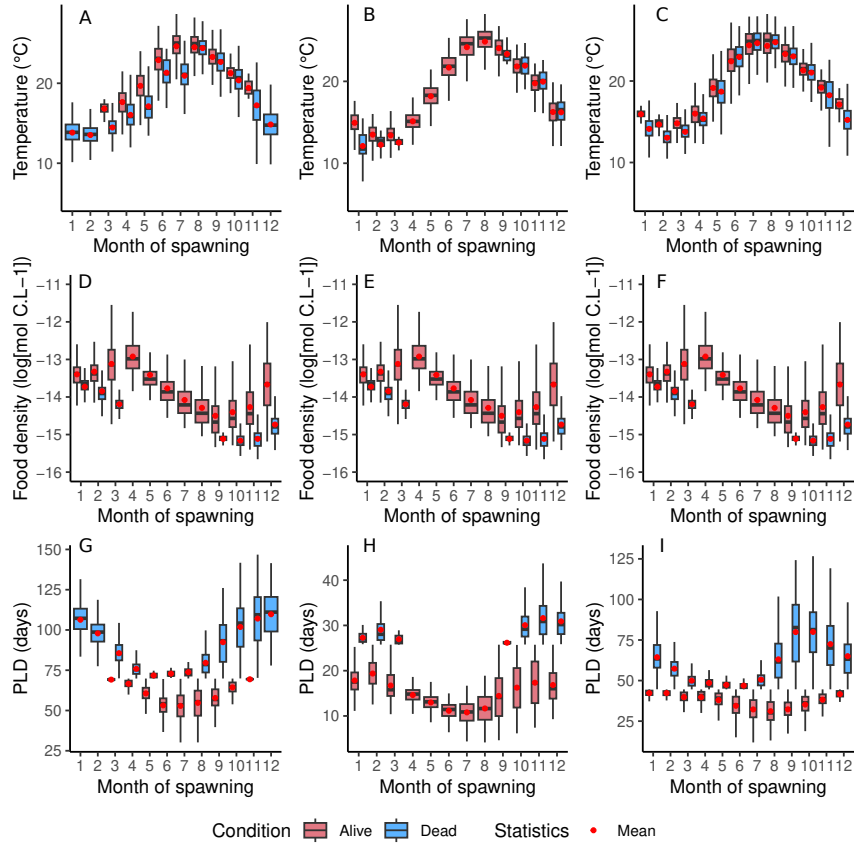 A B C
Temperature (°C) Temperature (°C) Temperature (°C)
20 20 20
10 10 10
1 2 3 4 5 6 7 8 9 10 11 12 1 2 3 4 5 6 7 8 9 10 11 12 1 2 3 4 5 6 7 8 9 10 11 12
Month of spawning Month of spawning Month of spawning
D E F
Food density (log[mol C.L−1]) Food density (log[mol C.L−1]) Food density (log[mol C.L−1])
−11 −11 −11
−12 −12 −12
−13 −13 −13
−14 −14 −14
−15 −15 −15
−16 −16 −16
1 2 3 4 5 6 7 8 9 10 11 12 1 2 3 4 5 6 7 8 9 10 11 12 1 2 3 4 5 6 7 8 9 10 11 12
Month of spawning Month of spawning Month of spawning
G H I
PLD (days) PLD (days) PLD (days)
150 40 125
125 30 100
100 20 75
75 10 50
50 25
25
1 2 3 4 5 6 7 8 9 10 11 12 1 2 3 4 5 6 7 8 9 10 11 12 1 2 3 4 5 6 7 8 9 10 11 12
Month of spawning Month of spawning Month of spawning
Condition Alive Dead Statistics Mean